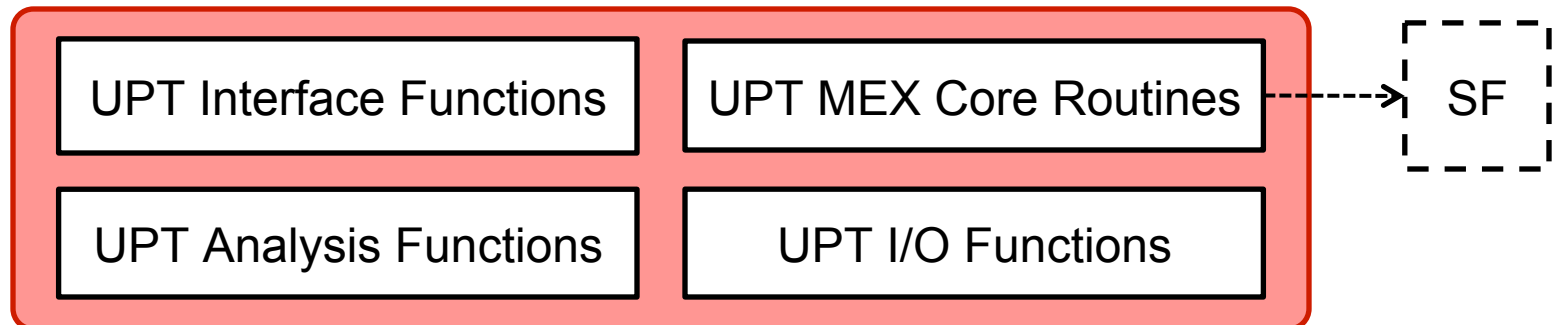 UPT Interface Functions
UPT MEX Core Routines
SF
UPT Analysis Functions
UPT I/O Functions